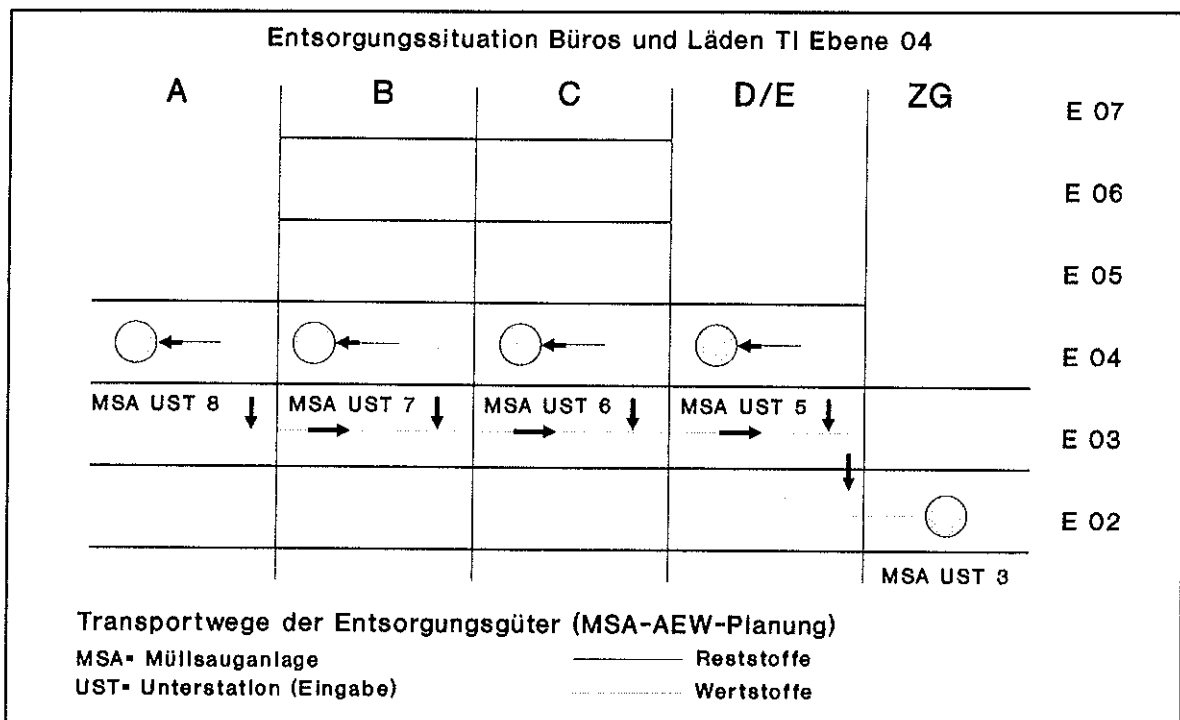 Entsorgungssituation Büros und Läden TI Ebene 04
A B C D/E ZG
E 07
E 06
E 05
E 04
MSA UST 8 MSA UST 7 MSA UST 6 MSA UST 5
E 03
E 02
MSA UST 3
Transportwege der Entsorgungsgüter (MSA-AEW-Planung)
MSA= Müllsauganlage Reststoffe
UST= Unterstation (Eingabe) Wertstoffe